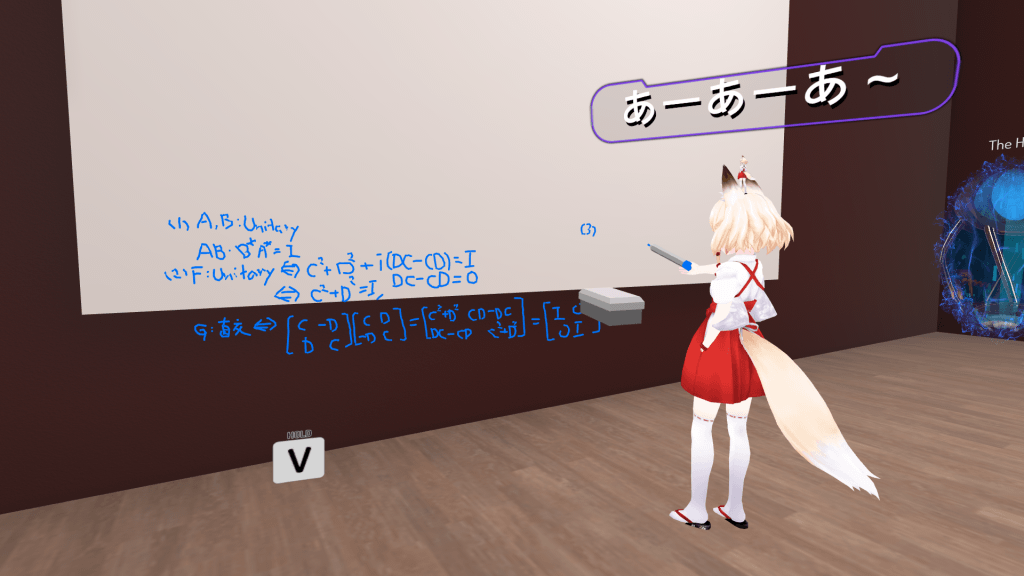 あーあーあ～
The H
(1) A, B : Unitary
AB・B*A* = I
(3)
(2) F : Unitary ⇔ C²+D²+i(DC-CD)=I
⇔ C²+D²=I, DC-CD=0
G : 直交 ⇔ [C -D D C][C D -D C]=[C²+D² CD-DC DC-CD C²+D²]=[I O O I]
V